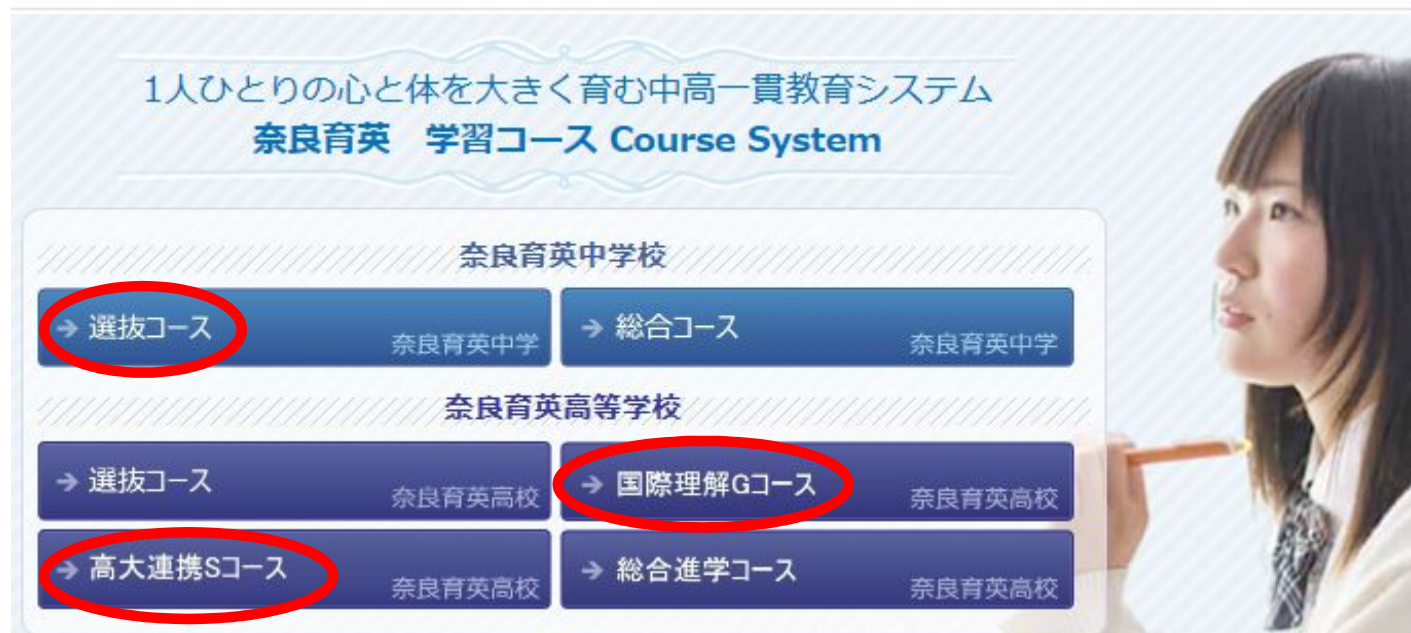 1人ひとりの心と体を大きく育む中高一貫教育システム
奈良育英 学習コース Course System
奈良育英中学校
選抜コース 奈良育英中学
総合コース 奈良育英中学
奈良育英高等学校
選抜コース 奈良育英高校
国際理解Gコース 奈良育英高校
高大連携Sコース 奈良育英高校
総合進学コース 奈良育英高校